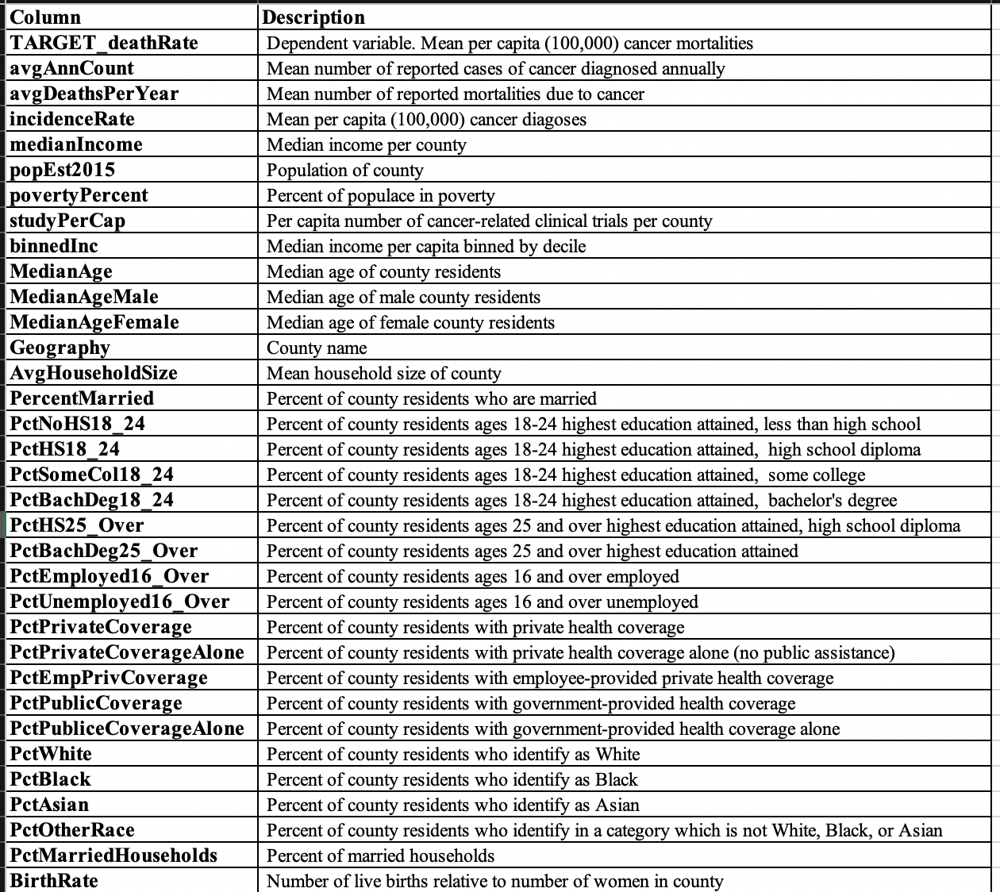 Column Description
TARGET_deathRate Dependent variable. Mean per capita (100,000) cancer mortalities
avgAnnCount Mean number of reported cases of cancer diagnosed annually
avgDeathsPerYear Mean number of reported mortalities due to cancer
incidenceRate Mean per capita (100,000) cancer diagoses
medianIncome Median income per county
popEst2015 Population of county
povertyPercent Percent of populace in poverty
studyPerCap Per capita number of cancer-related clinical trials per county
binnedInc Median income per capita binned by decile
MedianAge Median age of county residents
MedianAgeMale Median age of male county residents
MedianAgeFemale Median age of female county residents
Geography County name
AvgHouseholdSize Mean household size of county
PercentMarried Percent of county residents who are married
PctNoHS18_24 Percent of county residents ages 18-24 highest education attained, less than high school
PctHS18_24 Percent of county residents ages 18-24 highest education attained,  high school diploma
PctSomeCol18_24 Percent of county residents ages 18-24 highest education attained,  some college
PctBachDeg18_24 Percent of county residents ages 18-24 highest education attained,  bachelor's degree
PctHS25_Over Percent of county residents ages 25 and over highest education attained, high school diploma
PctBachDeg25_Over Percent of county residents ages 25 and over highest education attained
PctEmployed16_Over Percent of county residents ages 16 and over employed
PctUnemployed16_Over Percent of county residents ages 16 and over unemployed
PctPrivateCoverage Percent of county residents with private health coverage
PctPrivateCoverageAlone Percent of county residents with private health coverage alone (no public assistance)
PctEmpPrivCoverage Percent of county residents with employee-provided private health coverage
PctPublicCoverage Percent of county residents with government-provided health coverage
PctPubliceCoverageAlone Percent of county residents with government-provided health coverage alone
PctWhite Percent of county residents who identify as White
PctBlack Percent of county residents who identify as Black
PctAsian Percent of county residents who identify as Asian
PctOtherRace Percent of county residents who identify in a category which is not White, Black, or Asian
PctMarriedHouseholds Percent of married households
BirthRate Number of live births relative to number of women in county